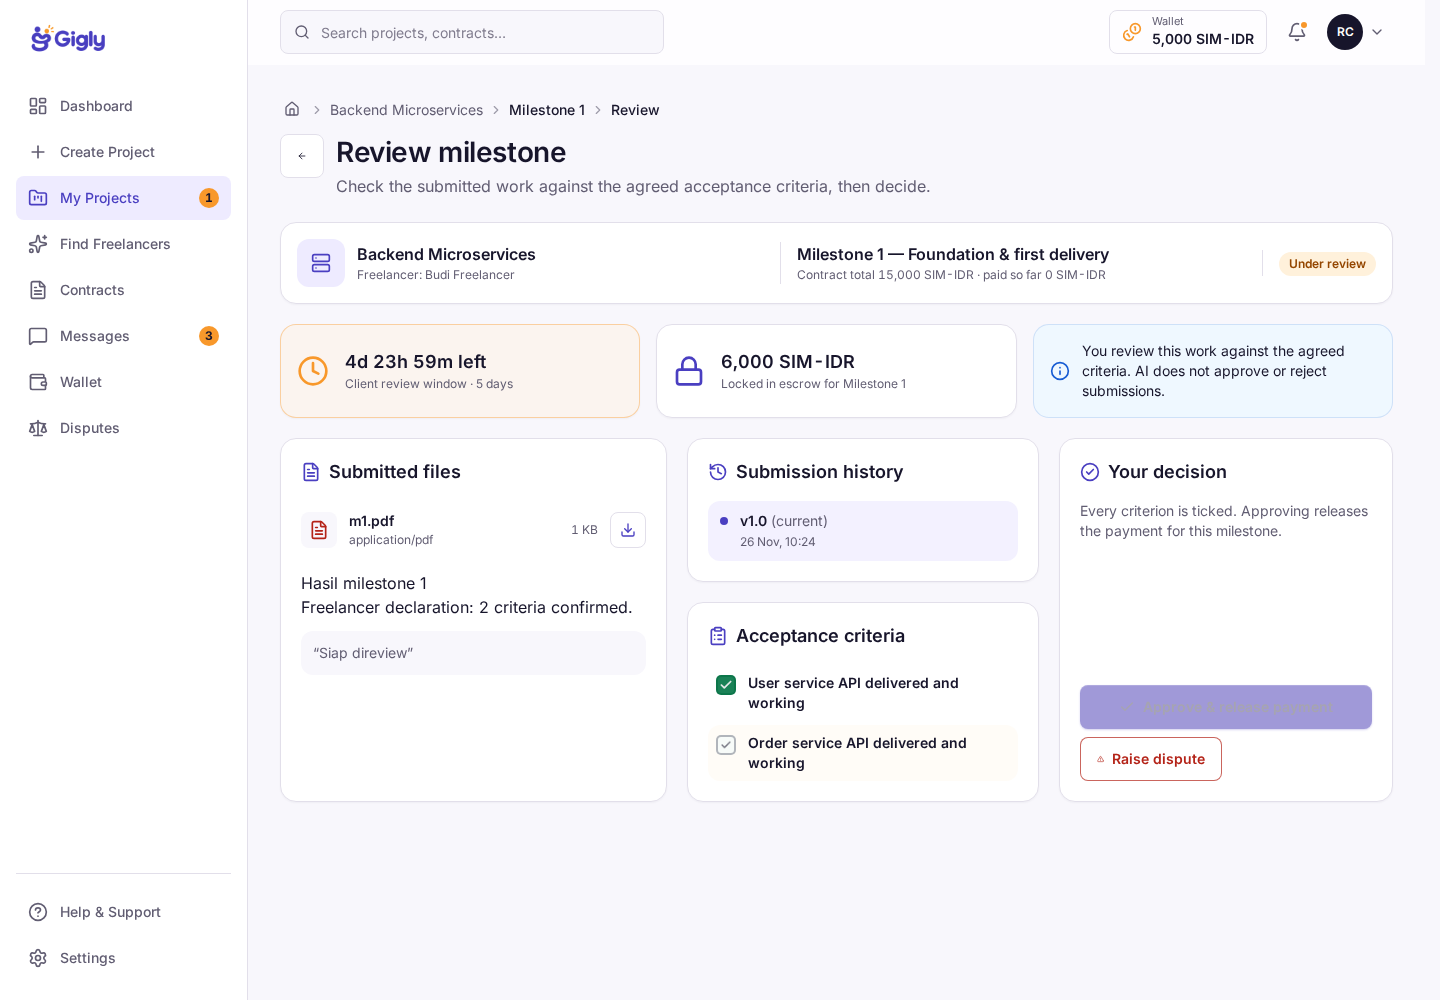 Gigly
Search projects, contracts...
Wallet
5,000 SIM-IDR
RC
Dashboard
Create Project
My Projects
1
Find Freelancers
Contracts
Messages
3
Wallet
Disputes
Help & Support
Settings
Backend Microservices
Milestone 1
Review
Review milestone
Check the submitted work against the agreed acceptance criteria, then decide.
Backend Microservices
Freelancer: Budi Freelancer
Milestone 1 — Foundation & first delivery
Contract total 15,000 SIM-IDR · paid so far 0 SIM-IDR
Under review
4d 23h 59m left
Client review window · 5 days
6,000 SIM-IDR
Locked in escrow for Milestone 1
You review this work against the agreed
criteria. AI does not approve or reject
submissions.
Submitted files
m1.pdf
application/pdf
1 KB
Hasil milestone 1
Freelancer declaration: 2 criteria confirmed.
“Siap direview”
Submission history
v1.0 (current)
26 Nov, 10:24
Acceptance criteria
User service API delivered and
working
Order service API delivered and
working
Your decision
Every criterion is ticked. Approving releases
the payment for this milestone.
Approve & release payment
Raise dispute